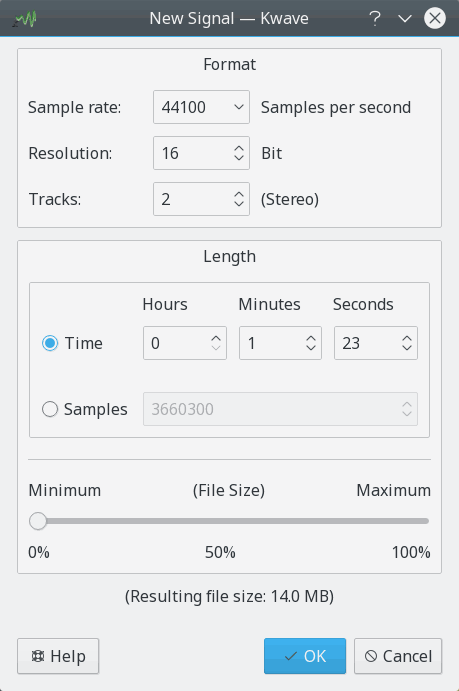 New Signal — Kwave
Format
Sample rate: 44100 Samples per second
Resolution: 16 Bit
Tracks: 2 (Stereo)
Length
Hours Minutes Seconds
Time 0 1 23
Samples 3660300
Minimum (File Size) Maximum
0% 50% 100%
(Resulting file size: 14.0 MB)
Help OK Cancel